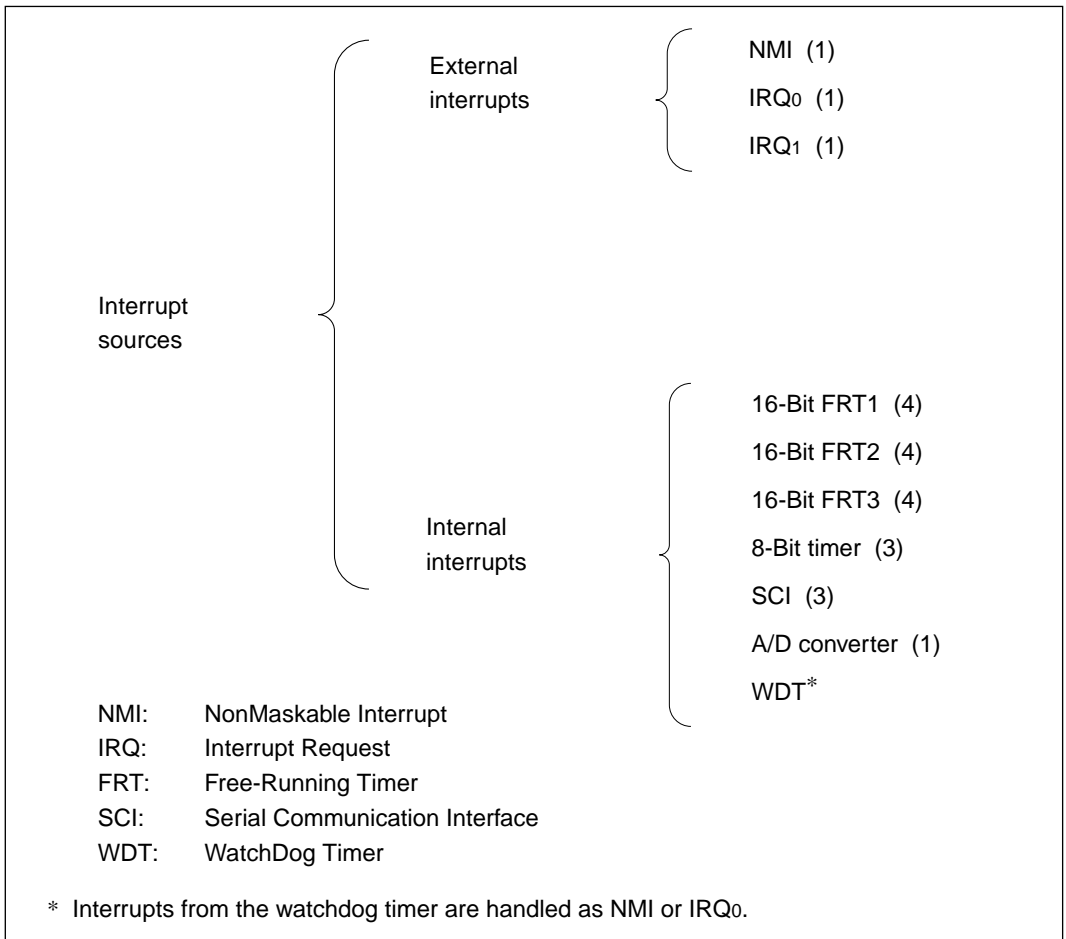 External
interrupts
NMI (1)
IRQ0 (1)
IRQ1 (1)
Interrupt
sources
Internal
interrupts
16-Bit FRT1 (4)
16-Bit FRT2 (4)
16-Bit FRT3 (4)
8-Bit timer (3)
SCI (3)
A/D converter (1)
WDT*
NMI: NonMaskable Interrupt
IRQ: Interrupt Request
FRT: Free-Running Timer
SCI: Serial Communication Interface
WDT: WatchDog Timer
* Interrupts from the watchdog timer are handled as NMI or IRQ0.